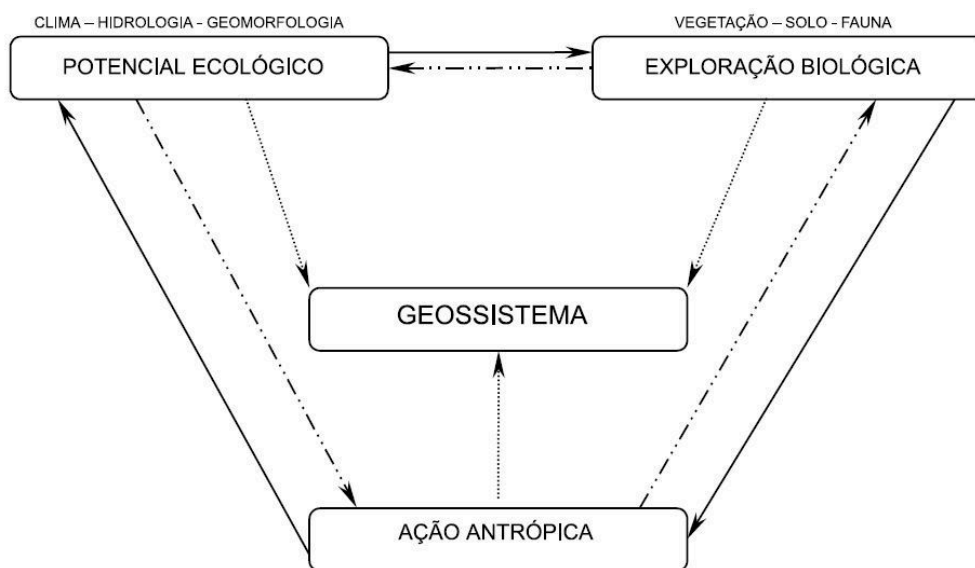 CLIMA – HIDROLOGIA - GEOMORFOLOGIA
VEGETAÇÃO – SOLO - FAUNA
POTENCIAL ECOLÓGICO
EXPLORAÇÃO BIOLÓGICA
GEOSSISTEMA
AÇÃO ANTRÓPICA